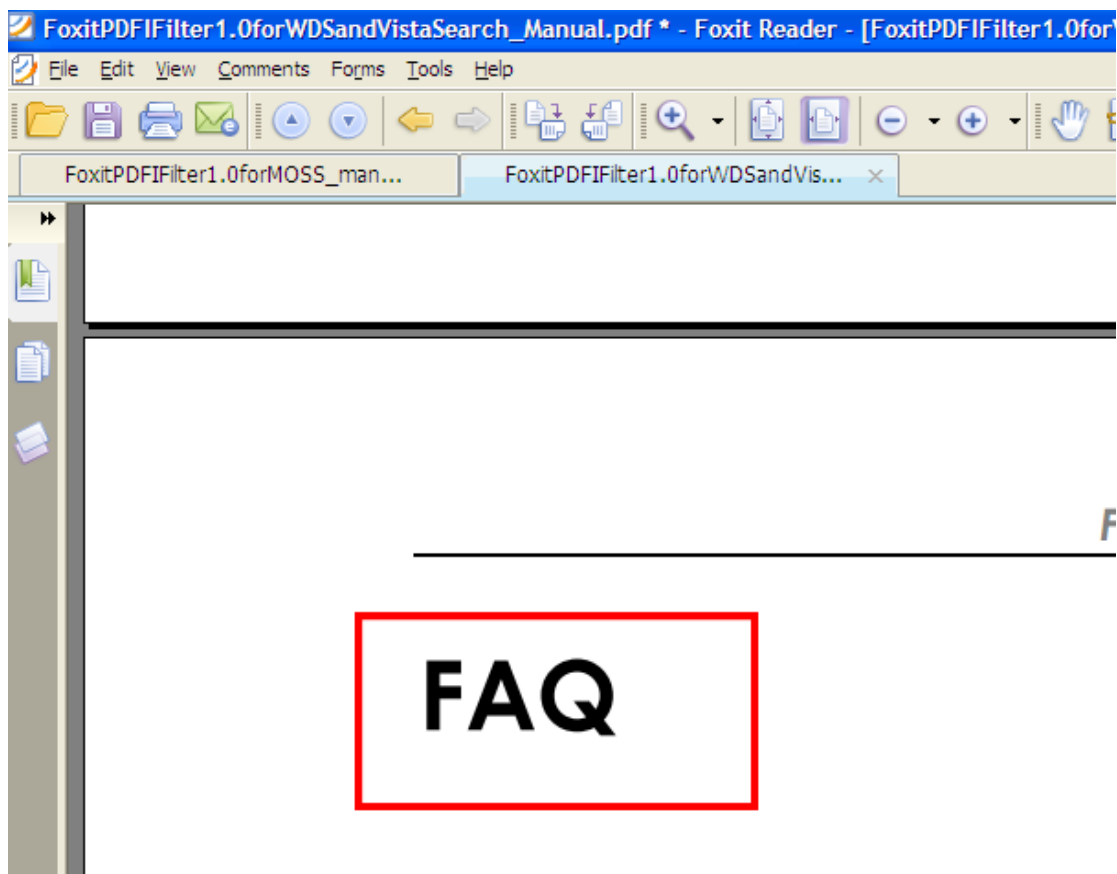 FoxitPDFIFilter1.0forWDSandVistaSearch_Manual.pdf * - Foxit Reader - [FoxitPDFIFilter1.0for
File Edit View Comments Forms Tools Help
FoxitPDFIFilter1.0forMOSS_man... FoxitPDFIFilter1.0forWDSandVis...
F
FAQ